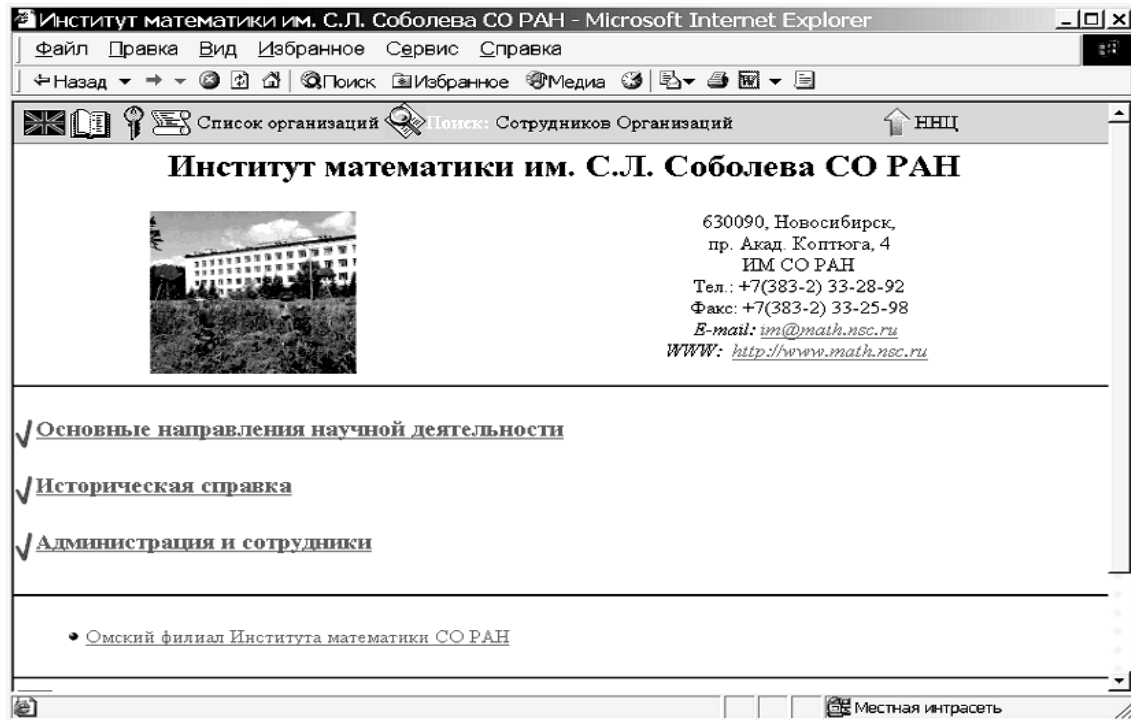 Институт математики им. С.Л. Соболева СО РАН - Microsoft Internet Explorer
Файл Правка Вид Избранное Сервис Справка
Назад Поиск Избранное Медиа
Список организаций Поиск: Сотрудников Организаций ННЦ
Институт математики им. С.Л. Соболева СО РАН
630090, Новосибирск,
пр. Акад. Коптюга, 4
ИМ СО РАН
Тел.: +7(383-2) 33-28-92
Факс: +7(383-2) 33-25-98
E-mail: im@math.nsc.ru
WWW: http://www.math.nsc.ru
Основные направления научной деятельности
Историческая справка
Администрация и сотрудники
Омский филиал Института математики СО РАН
Местная интрасеть